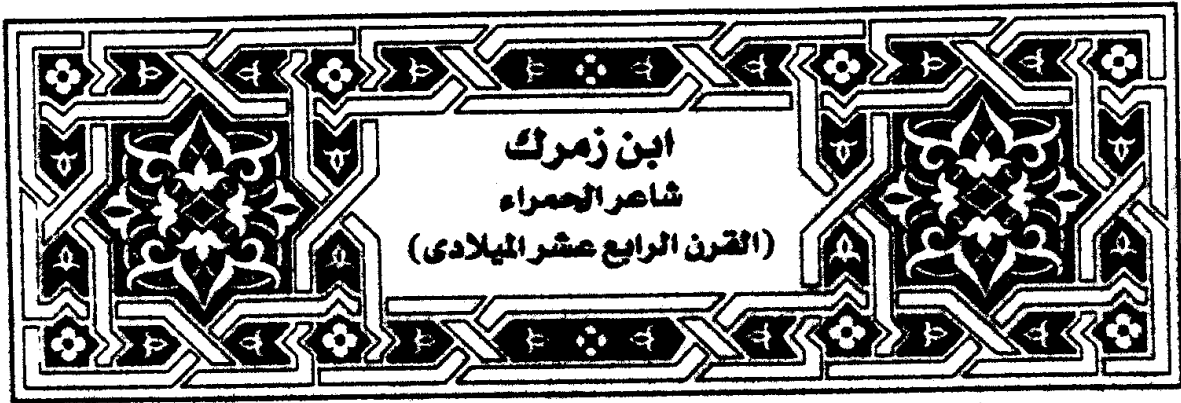 ابن زمرك
شاعر الحمراء
(القرن الرابع عشر الميلادى)